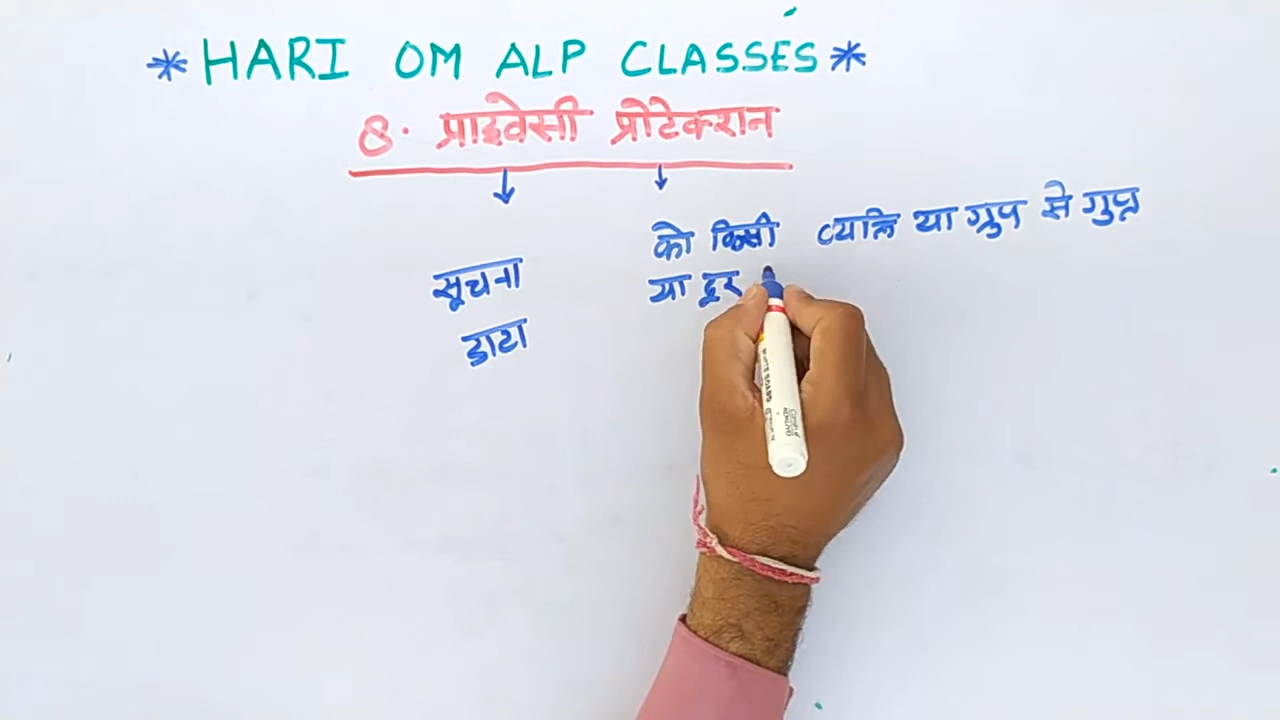 * HARI OM ALP CLASSES *
8. प्राइवेसी प्रोटेक्शन
सूचना
डाटा
को किसी व्यक्ति या ग्रुप से गुप्त
या दूर